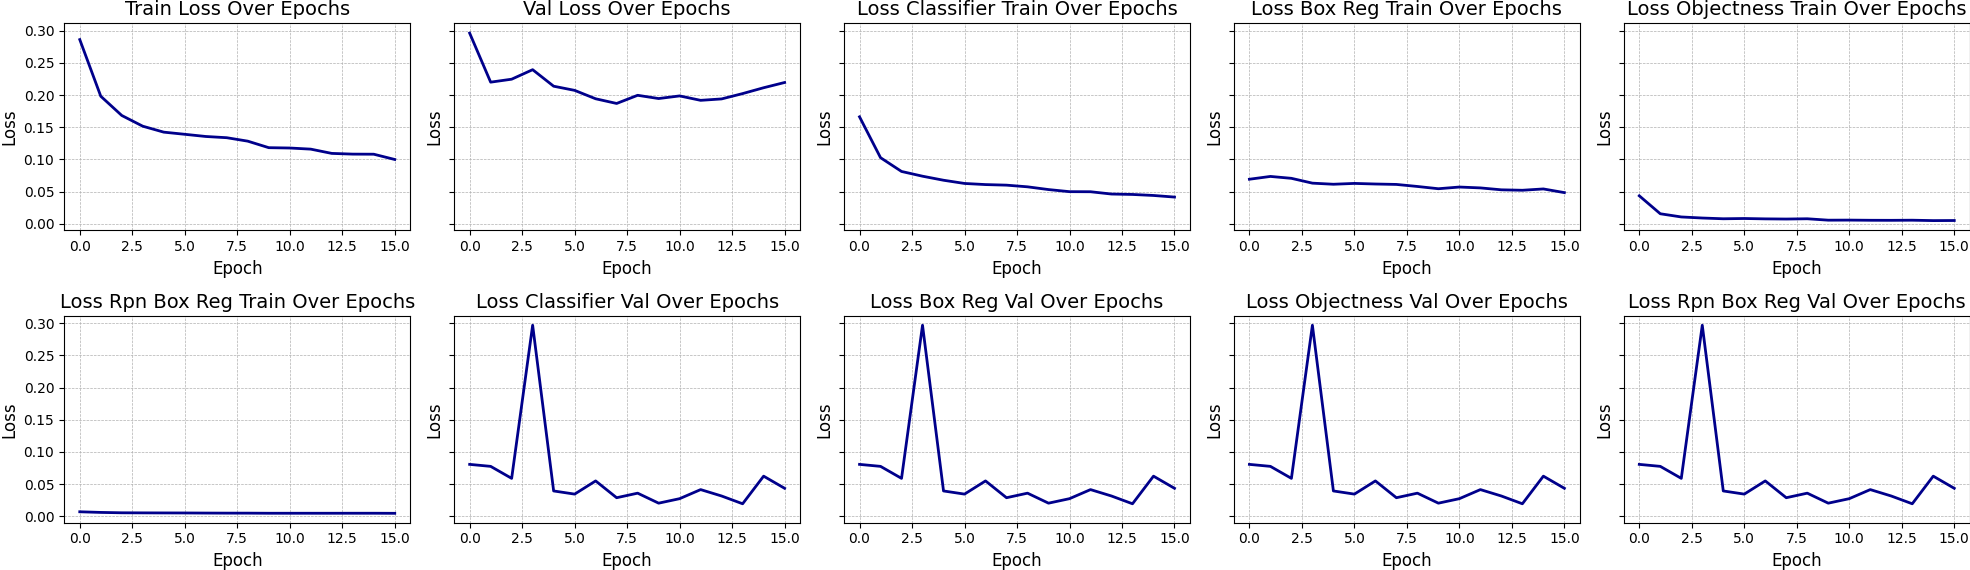 Train Loss Over Epochs
Val Loss Over Epochs
Loss Classifier Train Over Epochs
Loss Box Reg Train Over Epochs
Loss Objectness Train Over Epochs
0.30
0.25
0.20
0.15
0.10
0.05
0.00
Loss
Loss
Loss
Loss
Loss
0.0 2.5 5.0 7.5 10.0 12.5 15.0
0.0 2.5 5.0 7.5 10.0 12.5 15.0
0.0 2.5 5.0 7.5 10.0 12.5 15.0
0.0 2.5 5.0 7.5 10.0 12.5 15.0
0.0 2.5 5.0 7.5 10.0 12.5 15.0
Epoch
Epoch
Epoch
Epoch
Epoch
Loss Rpn Box Reg Train Over Epochs
Loss Classifier Val Over Epochs
Loss Box Reg Val Over Epochs
Loss Objectness Val Over Epochs
Loss Rpn Box Reg Val Over Epochs
0.30
0.25
0.20
0.15
0.10
0.05
0.00
Loss
Loss
Loss
Loss
Loss
0.0 2.5 5.0 7.5 10.0 12.5 15.0
0.0 2.5 5.0 7.5 10.0 12.5 15.0
0.0 2.5 5.0 7.5 10.0 12.5 15.0
0.0 2.5 5.0 7.5 10.0 12.5 15.0
0.0 2.5 5.0 7.5 10.0 12.5 15.0
Epoch
Epoch
Epoch
Epoch
Epoch